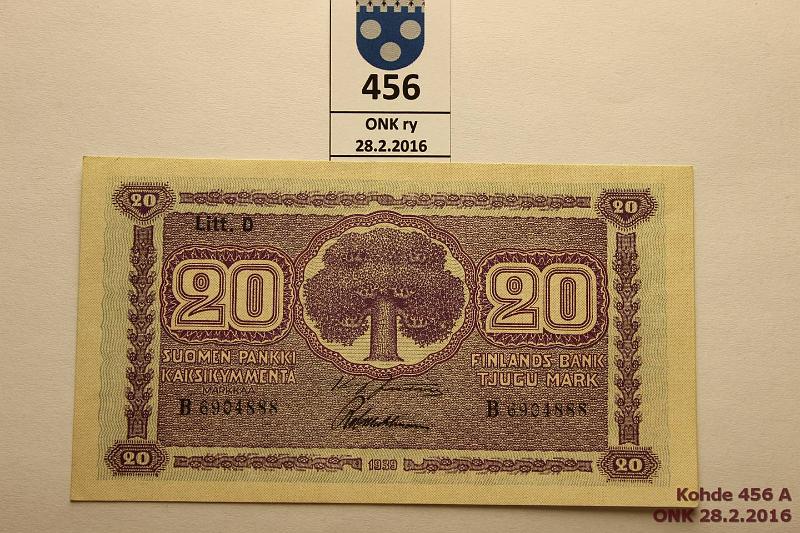 456
ONK ry
28.2.2016
20 20
Litt. D
20 20
SUOMEN PANKKI
KAKSIKYMMENTÄ
MARKKAA
FINLANDS BANK
TJUGU MARK
B 6904888 B 6904888
20 1939 20
Kohde 456 A
ONK 28.2.2016